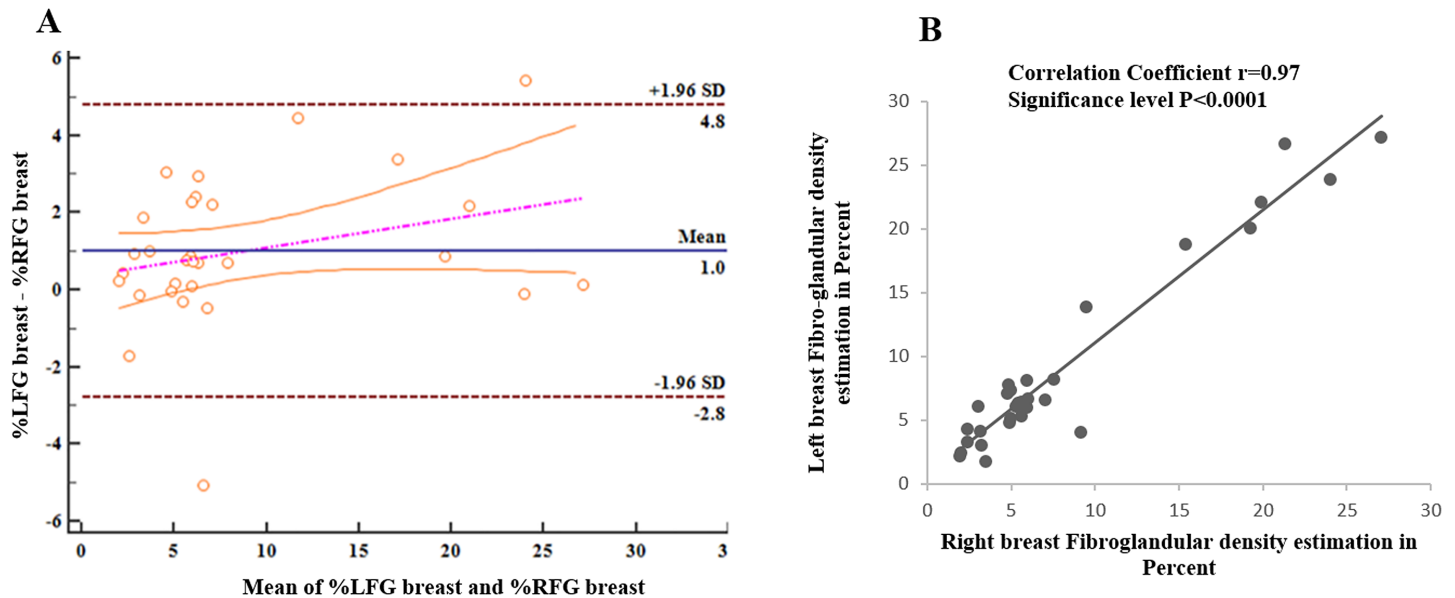 A
%LFG breast - %RFG breast
6
4
2
0
-2
-4
-6
+1.96 SD
4.8
Mean
1.0
-1.96 SD
-2.8
0
5
10
15
20
25
30
3
Mean of %LFG breast and %RFG breast
B
Correlation Coefficient r=0.97
Significance level P<0.0001
Left breast Fibro-glandular density
estimation in Percent
30
25
20
15
10
5
0
0
5
10
15
20
25
30
Right breast Fibroglandular density estimation in
Percent